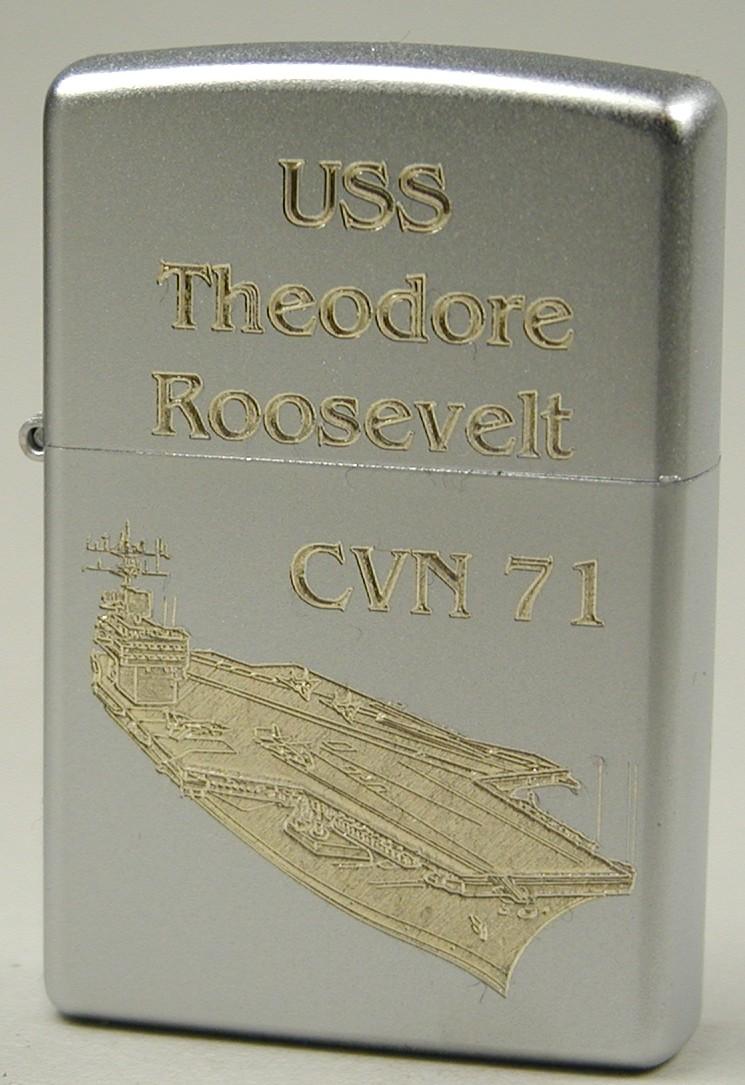 USS
Theodore
Roosevelt
CVN 71